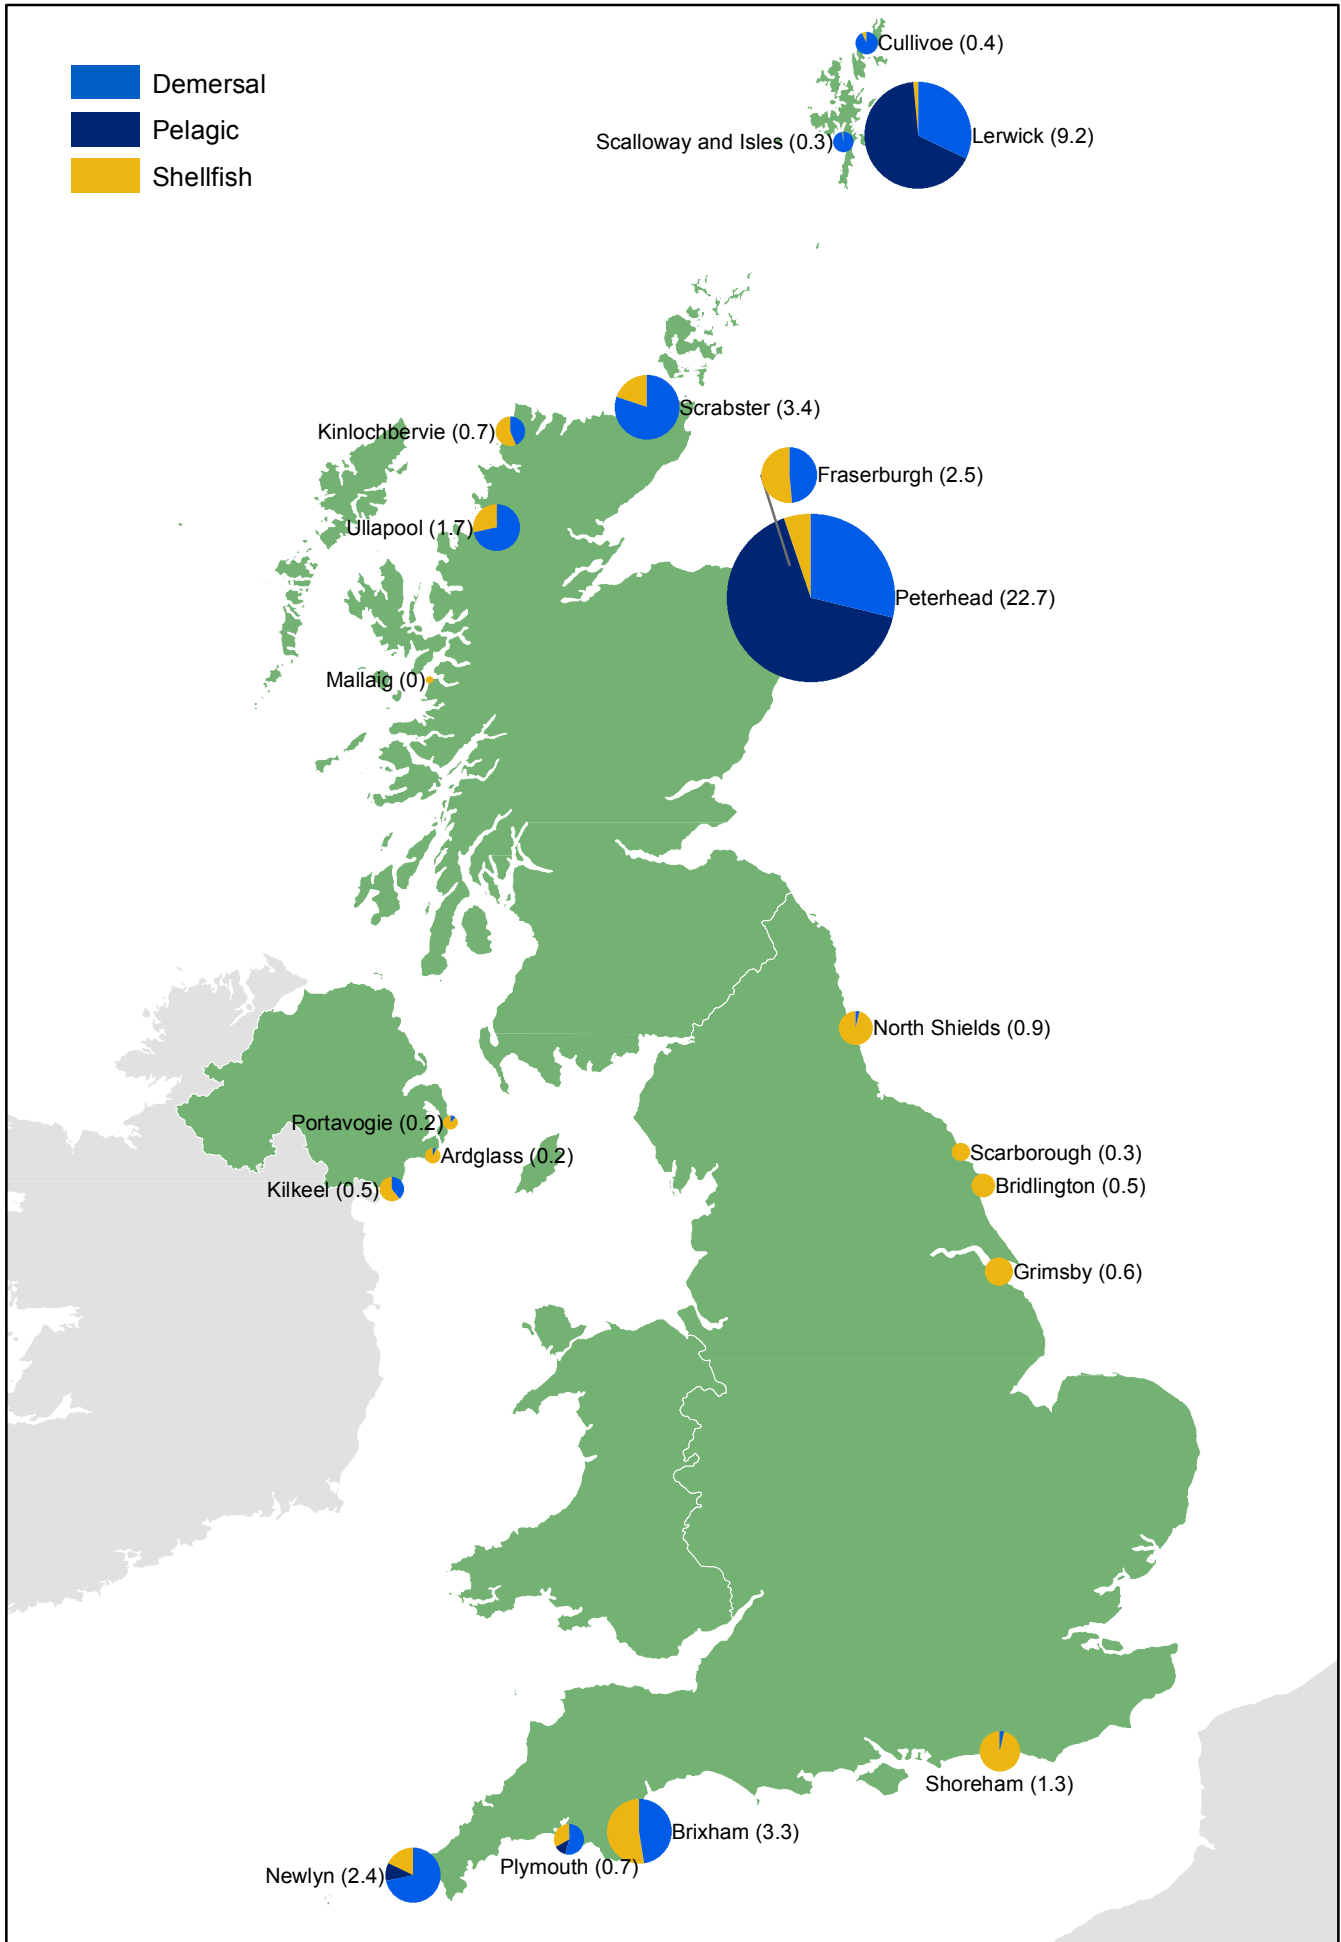 Demersal
Pelagic
Shellfish
Cullivoe (0.4)
Lerwick (9.2)
Scalloway and Isles (0.3)
Scrabster (3.4)
Kinlochbervie (0.7)
Fraserburgh (2.5)
Ullapool (1.7)
Peterhead (22.7)
Mallaig (0)
North Shields (0.9)
Portavogie (0.2)
Scarborough (0.3)
Ardglass (0.2)
Bridlington (0.5)
Kilkeel (0.5)
Grimsby (0.6)
Shoreham (1.3)
Brixham (3.3)
Plymouth (0.7)
Newlyn (2.4)